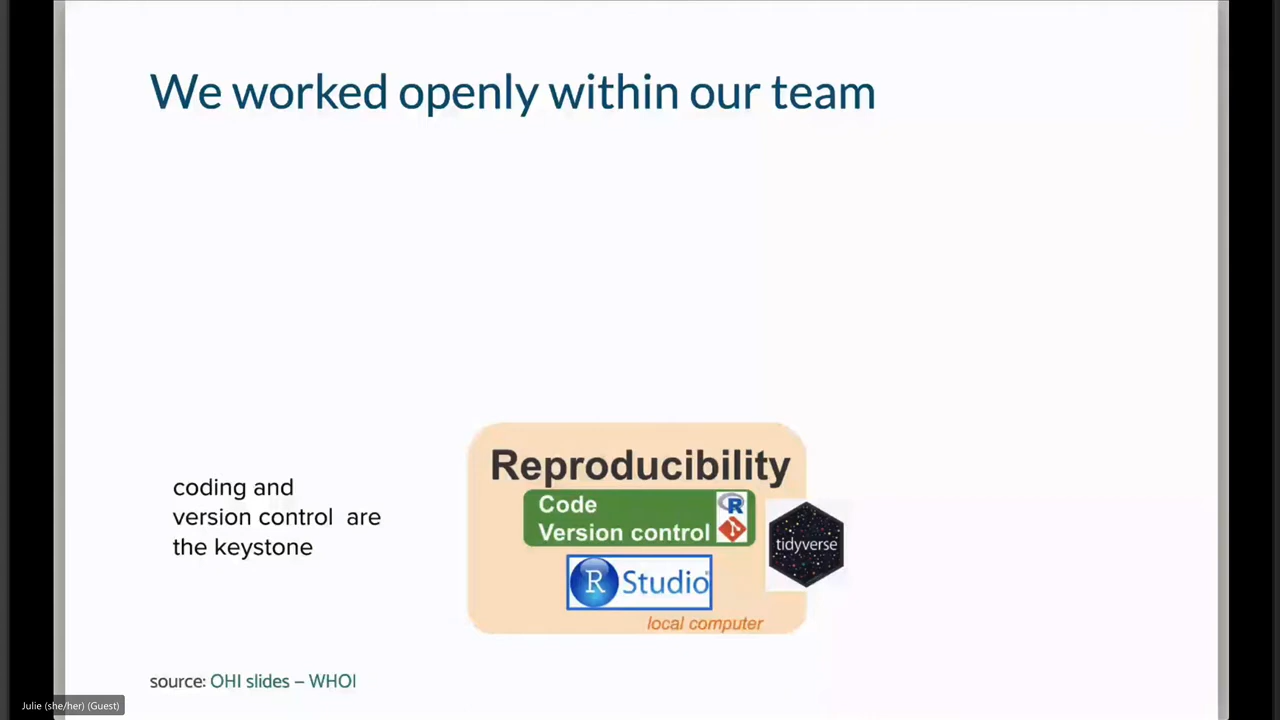 We worked openly within our team
coding and
version control are
the keystone
Reproducibility
Code
Version control
R
tidyverse
R Studio
local computer
source: OHI slides – WHOI
Julie (she/her) (Guest)